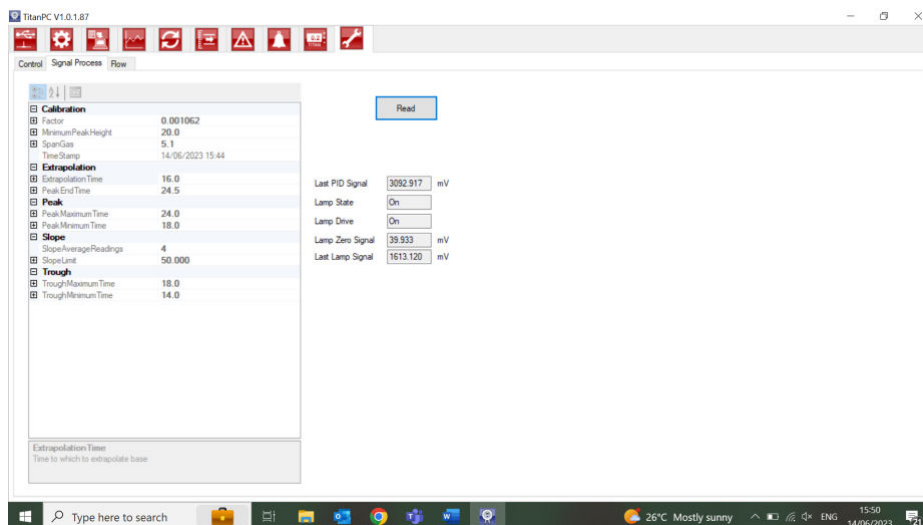 TitanPC V1.0.1.87
Control Signal Process Flow
Read
Calibration
Factor 0.001062
MinimumPeakHeight 20.0
SpanGas 5.1
TimeStamp 14/06/2023 15:44
Extrapolation
ExtrapolationTime 16.0
PeakEndTime 24.5
Peak
PeakMaximumTime 24.0
PeakMinimumTime 18.0
Slope
SlopeAverageReadings 4
SlopeLimit 50.000
Trough
TroughMaximumTime 18.0
TroughMinimumTime 14.0
Last PID Signal 3092.917 mV
Lamp State On
Lamp Drive On
Lamp Zero Signal 39.933 mV
Last Lamp Signal 1613.120 mV
Extrapolation Time
Time to which to extrapolate base
Type here to search
26°C Mostly sunny
ENG
15:50
14/06/2023